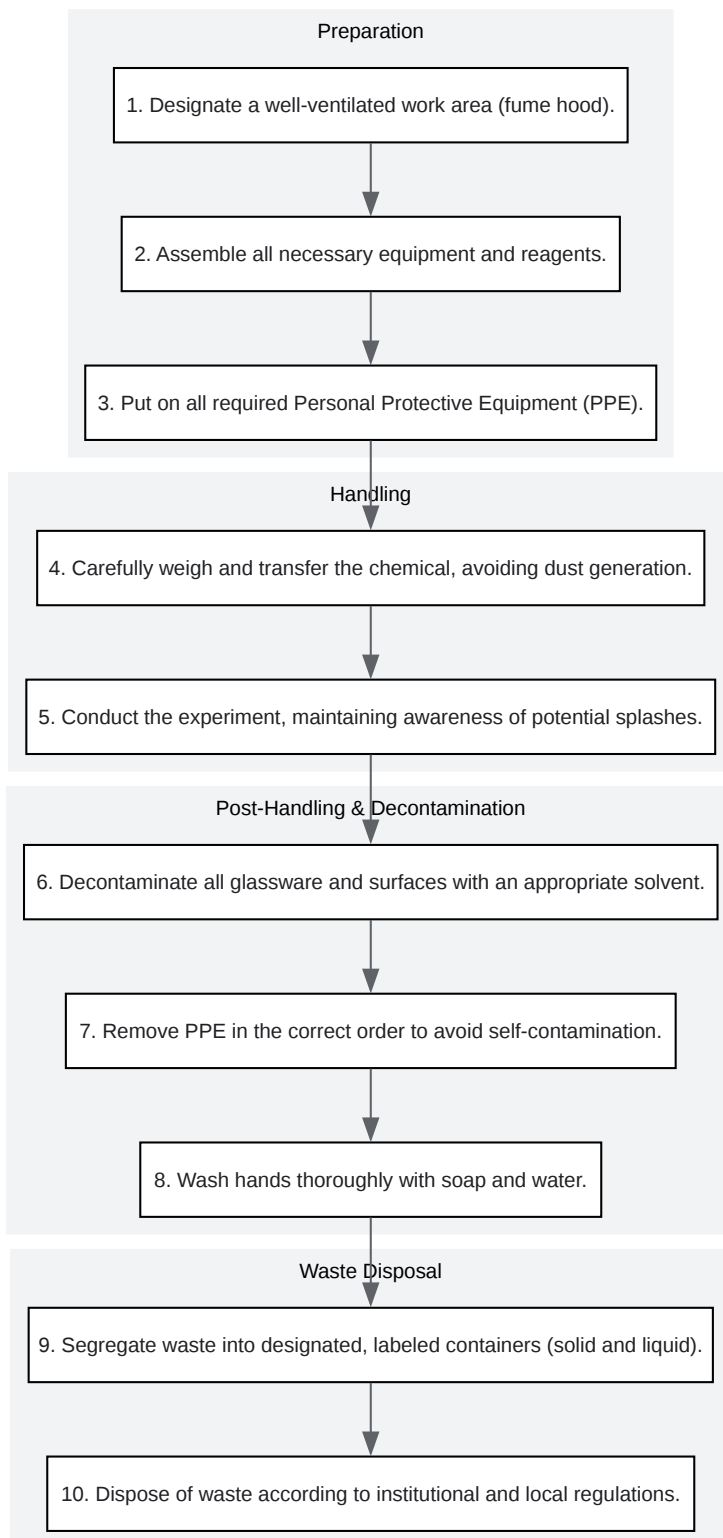 Preparation
1. Designate a well-ventilated work area (fume hood).
2. Assemble all necessary equipment and reagents.
3. Put on all required Personal Protective Equipment (PPE).
Handling
4. Carefully weigh and transfer the chemical, avoiding dust generation.
5. Conduct the experiment, maintaining awareness of potential splashes.
Post-Handling & Decontamination
6. Decontaminate all glassware and surfaces with an appropriate solvent.
7. Remove PPE in the correct order to avoid self-contamination.
8. Wash hands thoroughly with soap and water.
Waste Disposal
9. Segregate waste into designated, labeled containers (solid and liquid).
10. Dispose of waste according to institutional and local regulations.